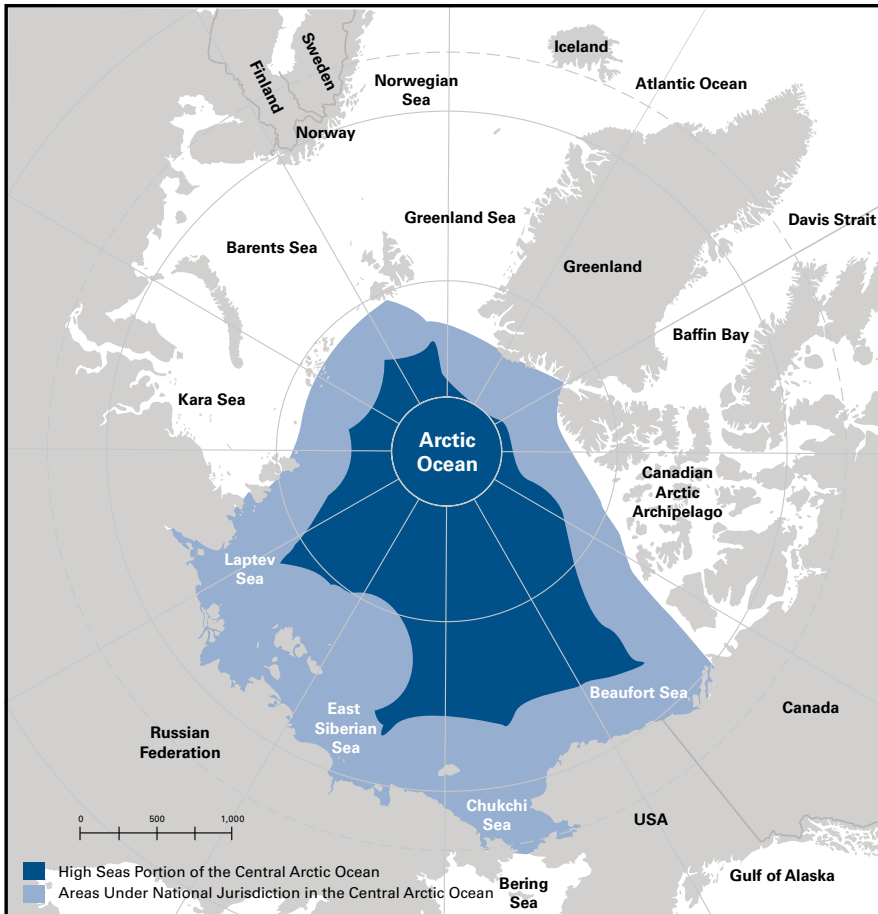 Iceland
Sweden
Finland
Norwegian
Sea
Atlantic Ocean
Norway
Greenland Sea
Davis Strait
Barents Sea
Greenland
Baffin Bay
Kara Sea
Arctic
Ocean
Canadian
Arctic
Archipelago
Laptev
Sea
Beaufort Sea
East
Siberian
Sea
Canada
Russian
Federation
Chukchi
Sea
USA
0 500 1,000
High Seas Portion of the Central Arctic Ocean
Areas Under National Jurisdiction in the Central Arctic Ocean
Bering
Sea
Gulf of Alaska